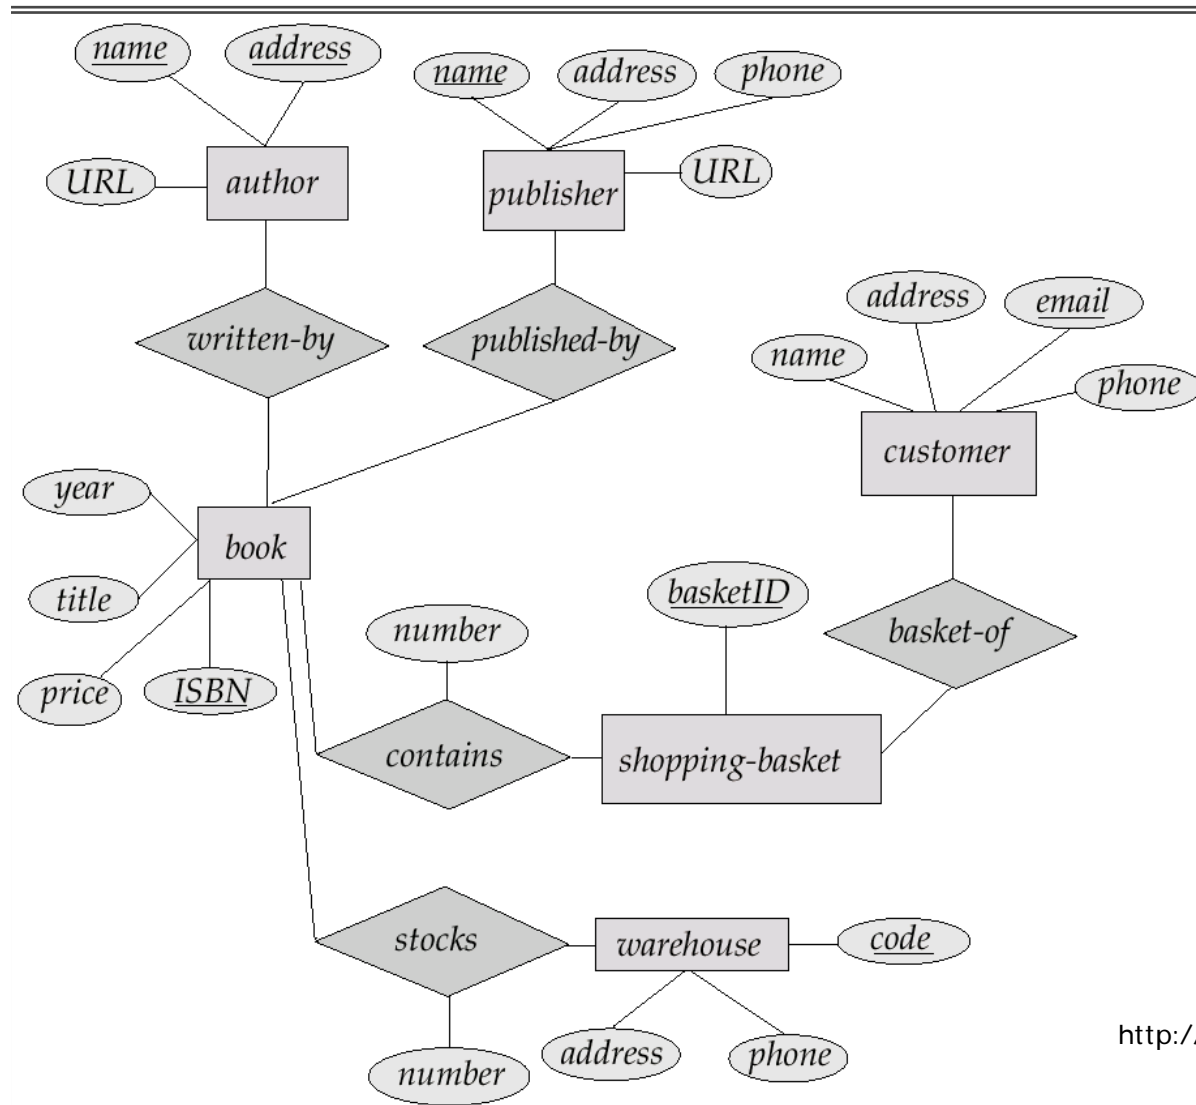 name
address
name
address
phone
URL
author
publisher
URL
address
email
written-by
published-by
name
phone
customer
year
book
title
basketID
number
basket-of
price
ISBN
contains
shopping-basket
stocks
warehouse
code
http:/
number
address
phone